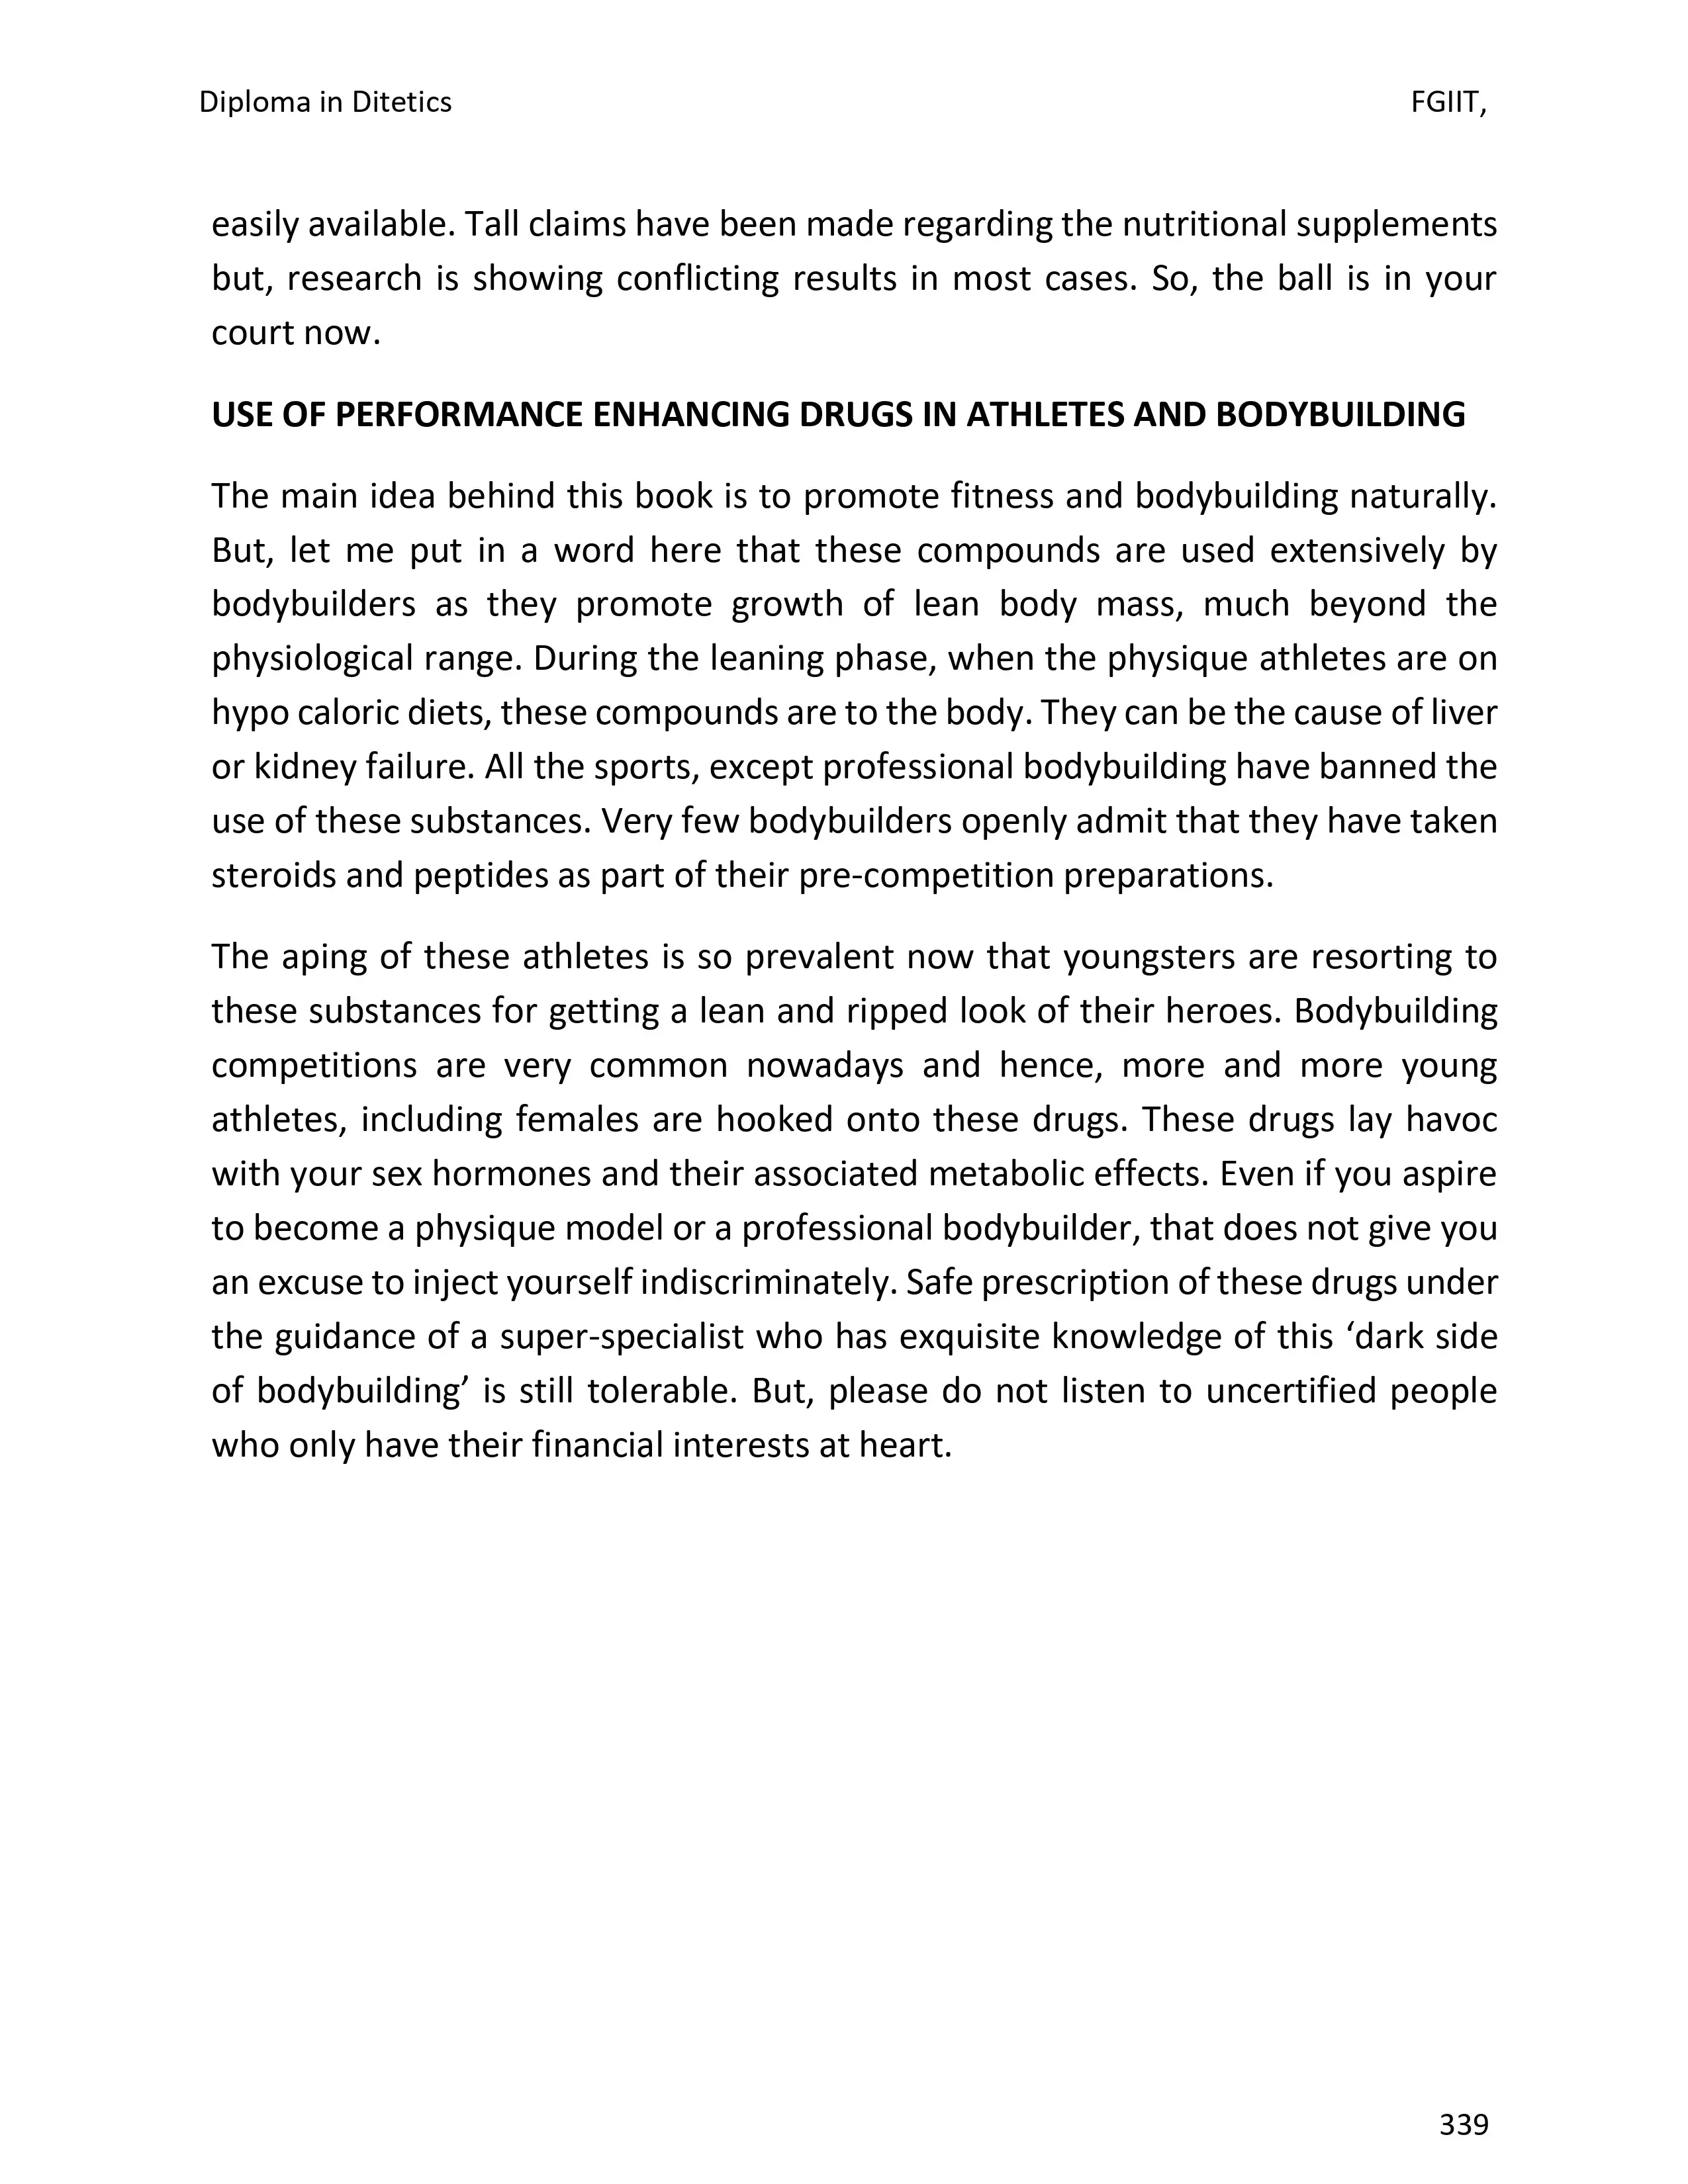 Diploma in Ditetics FGIIT,
easily available. Tall claims have been made regarding the nutritional supplements
but, research is showing conflicting results in most cases. So, the ball is in your
court now.
USE OF PERFORMANCE ENHANCING DRUGS IN ATHLETES AND BODYBUILDING
The main idea behind this book is to promote fitness and bodybuilding naturally.
But, let me put in a word here that these compounds are used extensively by
bodybuilders as they promote growth of lean body mass, much beyond the
physiological range. During the leaning phase, when the physique athletes are on
hypo caloric diets, these compounds are to the body. They can be the cause of liver
or kidney failure. All the sports, except professional bodybuilding have banned the
use of these substances. Very few bodybuilders openly admit that they have taken
steroids and peptides as part of their pre-competition preparations.
The aping of these athletes is so prevalent now that youngsters are resorting to
these substances for getting a lean and ripped look of their heroes. Bodybuilding
competitions are very common nowadays and hence, more and more young
athletes, including females are hooked onto these drugs. These drugs lay havoc
with your sex hormones and their associated metabolic effects. Even if you aspire
to become a physique model or a professional bodybuilder, that does not give you
an excuse to inject yourself indiscriminately. Safe prescription of these drugs under
the guidance of a super-specialist who has exquisite knowledge of this ‘dark side
of bodybuilding’ is still tolerable. But, please do not listen to uncertified people
who only have their financial interests at heart.
339